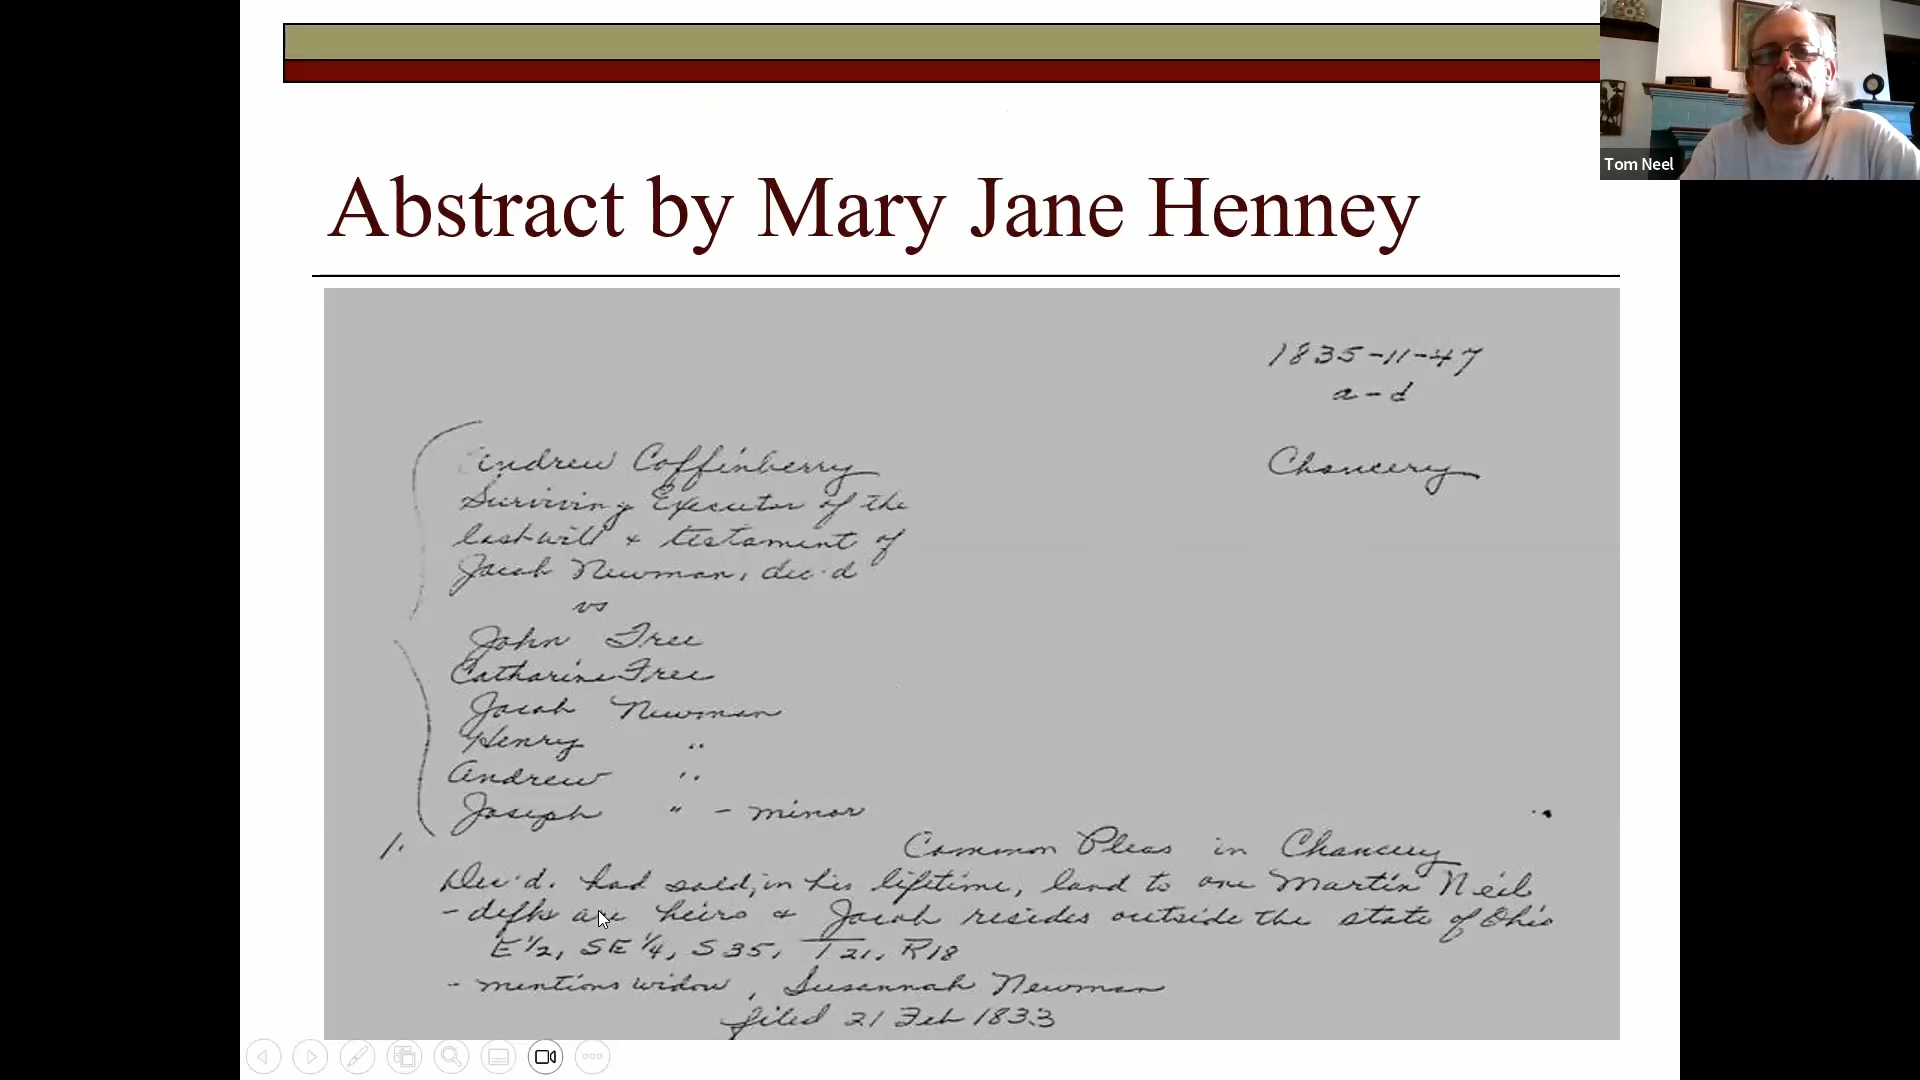 Abstract by Mary Jane Henney
Tom Neel
1835-11-47
a-d
Chancery
Andrew Coffinberry
Surviving Executor of the
last will & testament of
Jacob Newman, dec'd
vs
John Free
Catharine Free
Jacob Newman
Henry "
Andrew "
Joseph " - minor
1. Common Pleas in Chancery
Dec'd. had sold, in his lifetime, land to one Martin Neil
- defts are heirs & Jacob resides outside the state of Ohio
E 1/2, SE 1/4, S35, T21, R18
- mentions widow, Susannah Newman
filed 21 Feb 1833